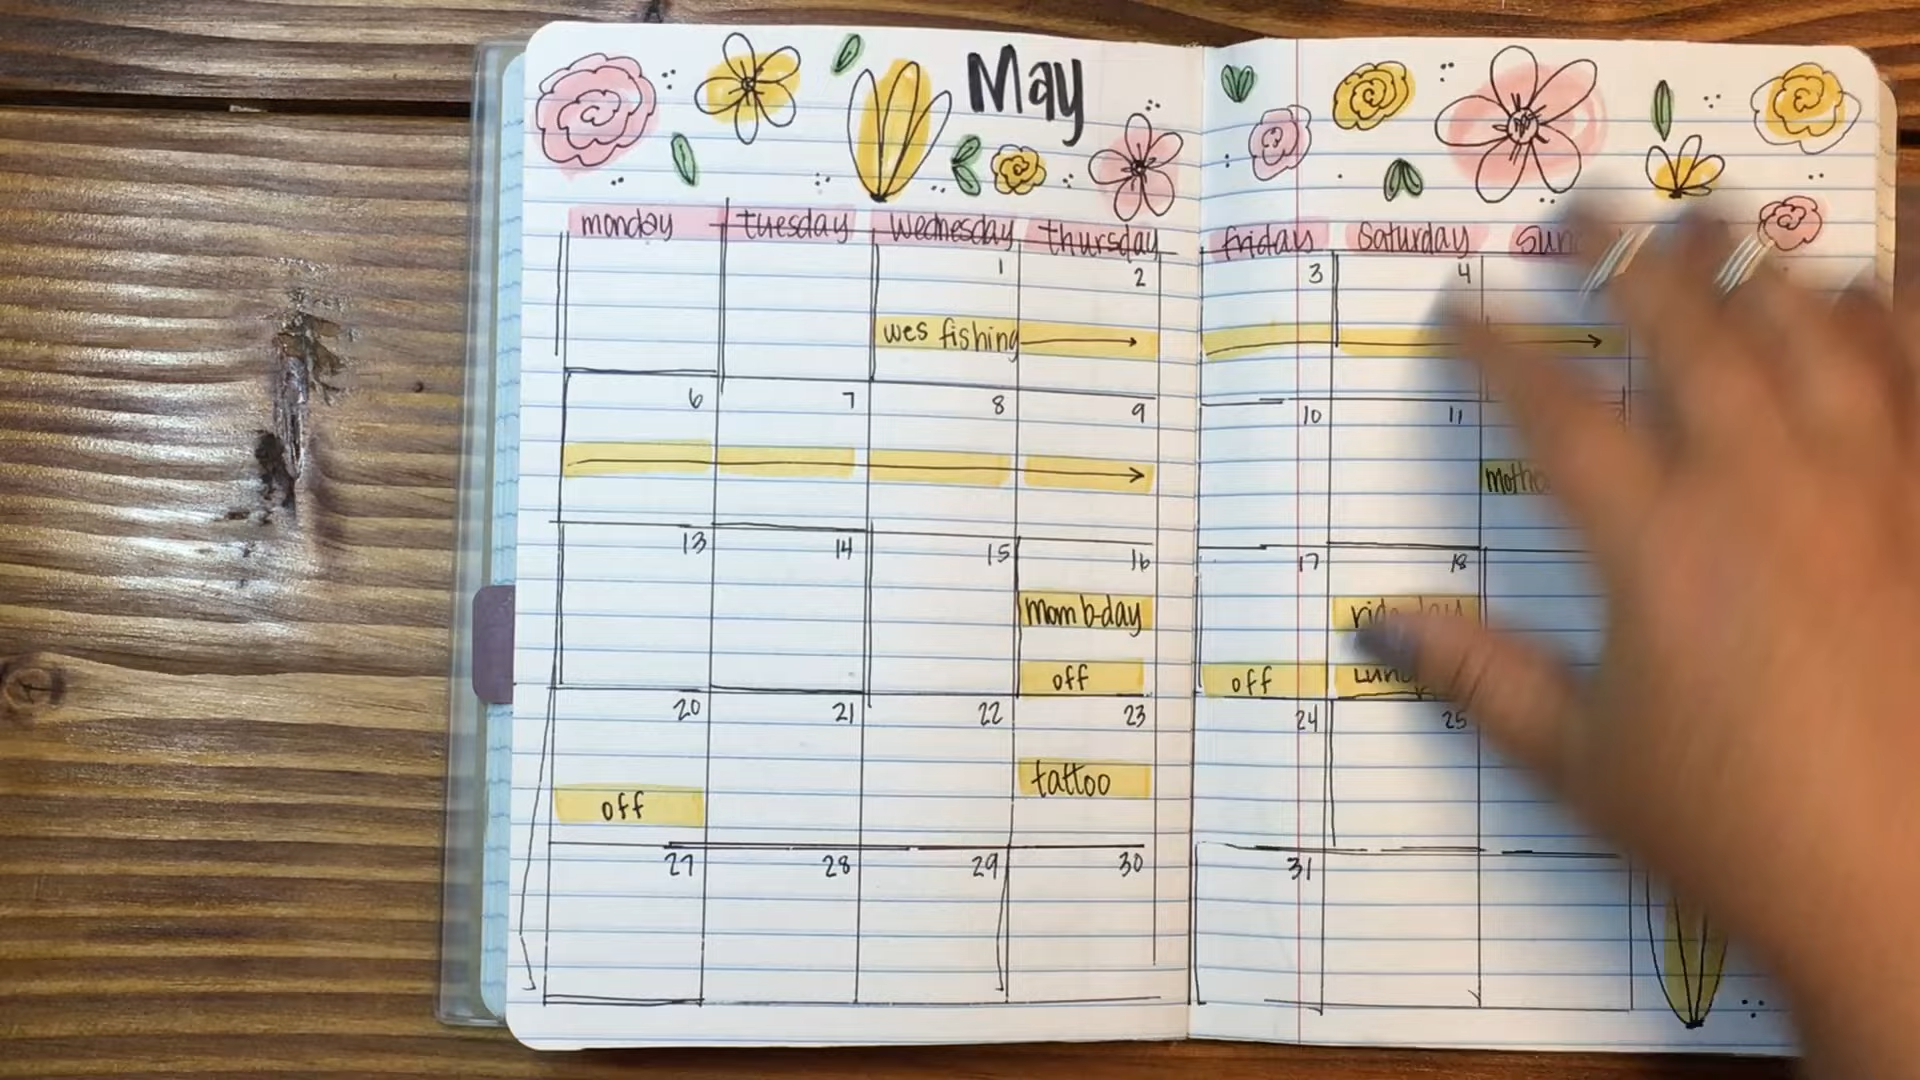 May
monday tuesday wednesday thursday friday saturday
1 2 3 4
wes fishing
6 7 8 9 10 11
13 14 15 16 17 18
mom b-day
off off
20 21 22 23 24 25
tattoo
off
27 28 29 30 31